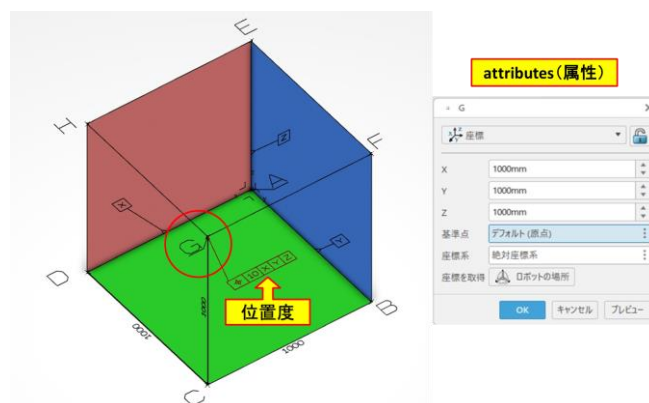 E
H
F
Z
A
X
G
Y
⌖ 10 X Y Z
D
位置度
B
1000
1000
1000
C
attributes（属性）
G
X
座標
X
1000mm
Y
1000mm
Z
1000mm
基準点
デフォルト (原点)
座標系
絶対座標系
座標を取得
ロボットの場所
OK
キャンセル
プレビュー